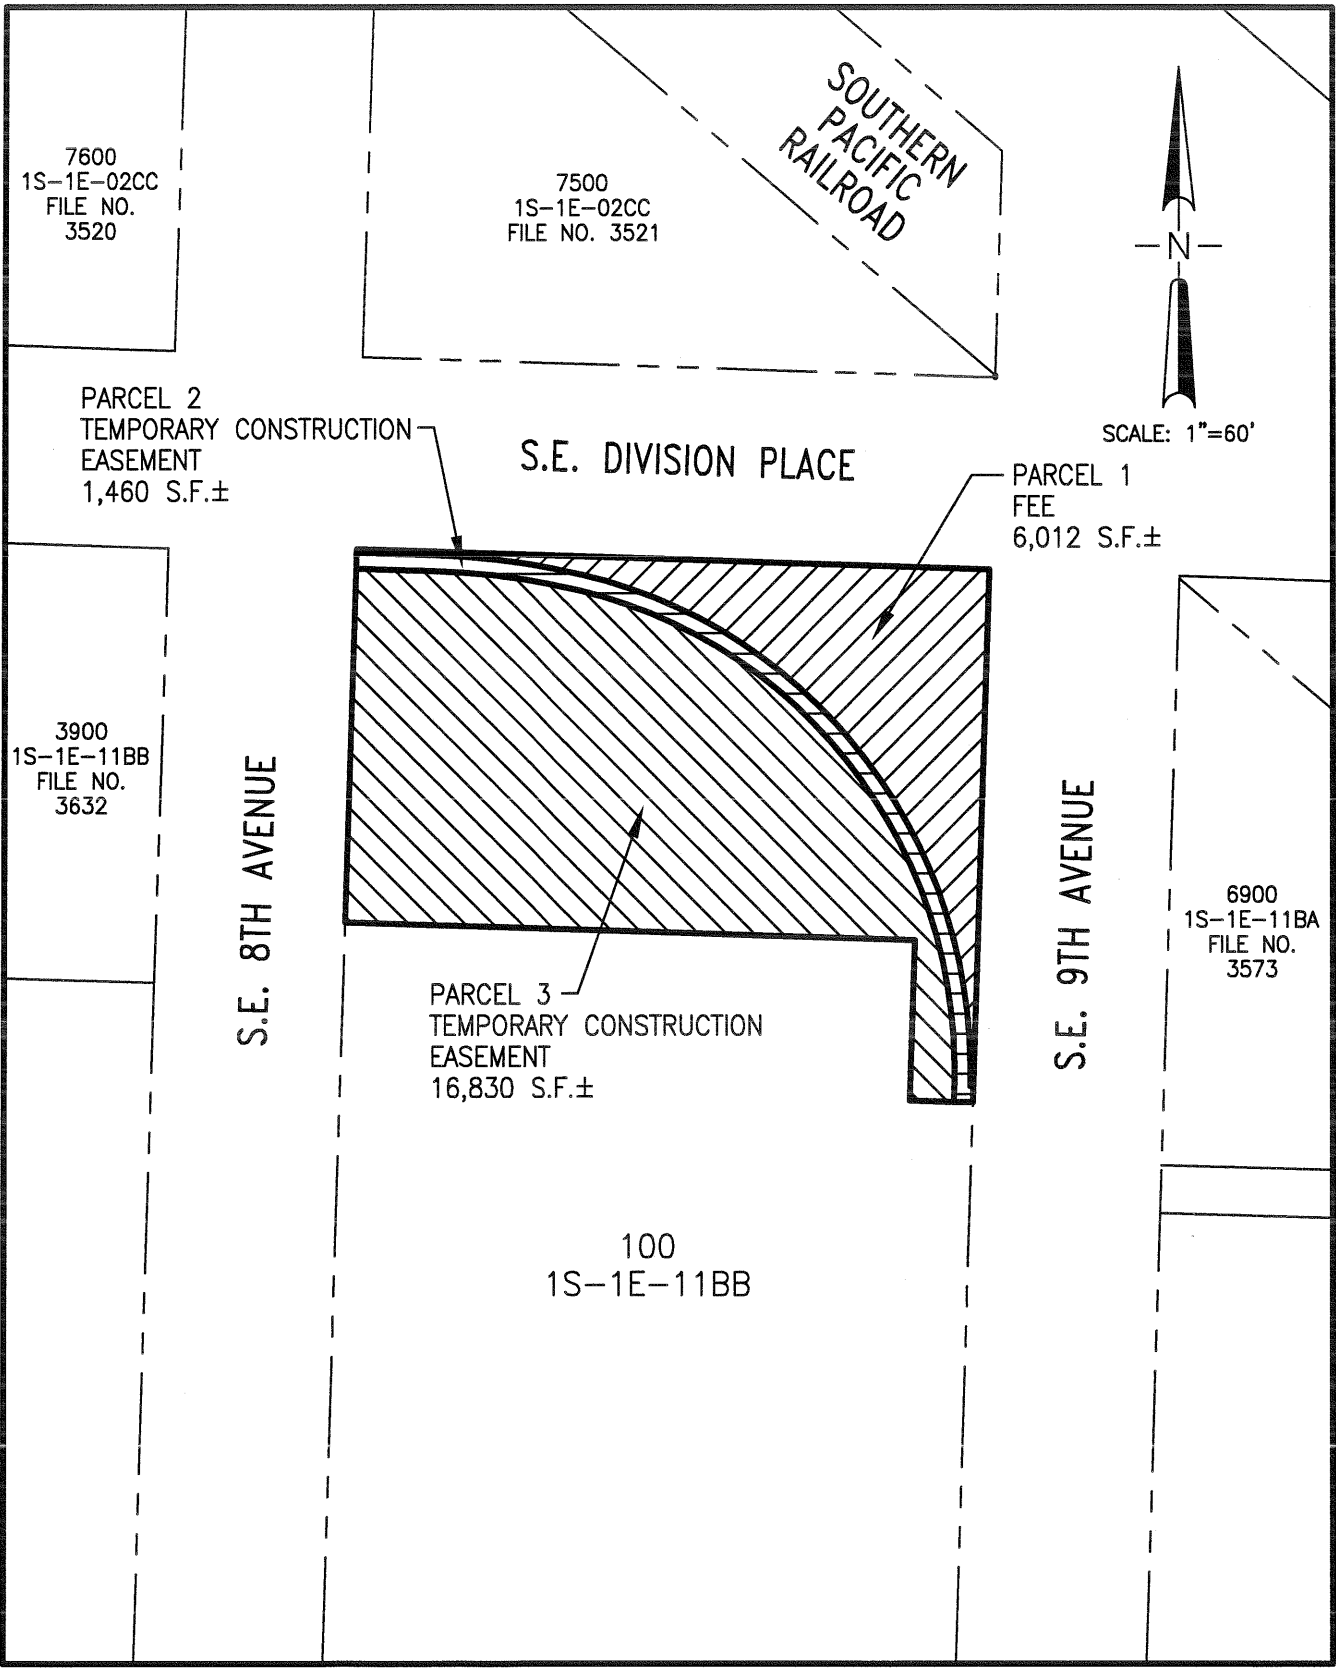 SOUTHERN
PACIFIC
RAILROAD
7600
1S-1E-02CC
FILE NO.
3520
7500
1S-1E-02CC
FILE NO. 3521
N
SCALE: 1"=60'
PARCEL 2
TEMPORARY CONSTRUCTION
EASEMENT
1,460 S.F.±
S.E. DIVISION PLACE
PARCEL 1
FEE
6,012 S.F.±
3900
1S-1E-11BB
FILE NO.
3632
S.E. 8TH AVENUE
S.E. 9TH AVENUE
6900
1S-1E-11BA
FILE NO.
3573
PARCEL 3
TEMPORARY CONSTRUCTION
EASEMENT
16,830 S.F.±
100
1S-1E-11BB